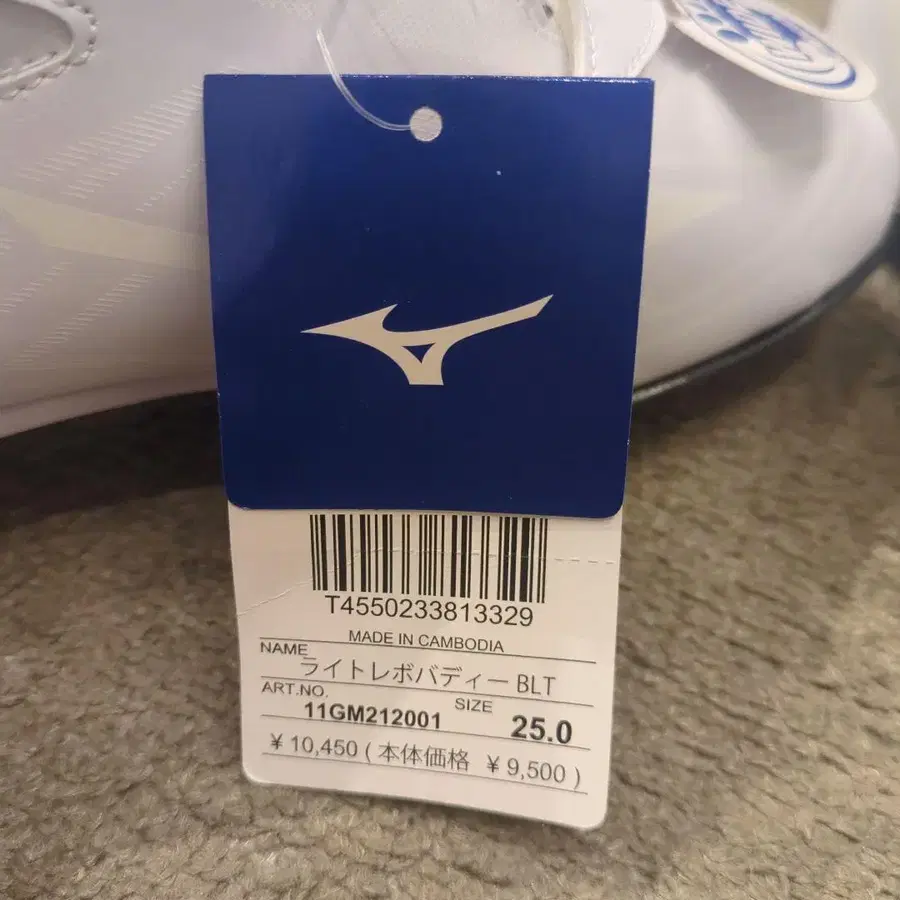 T4550233813329
MADE IN CAMBODIA
NAME ライトレボバディー BLT
ART.NO. 11GM212001 SIZE 25.0
¥ 10,450 ( 本体価格 ¥ 9,500 )